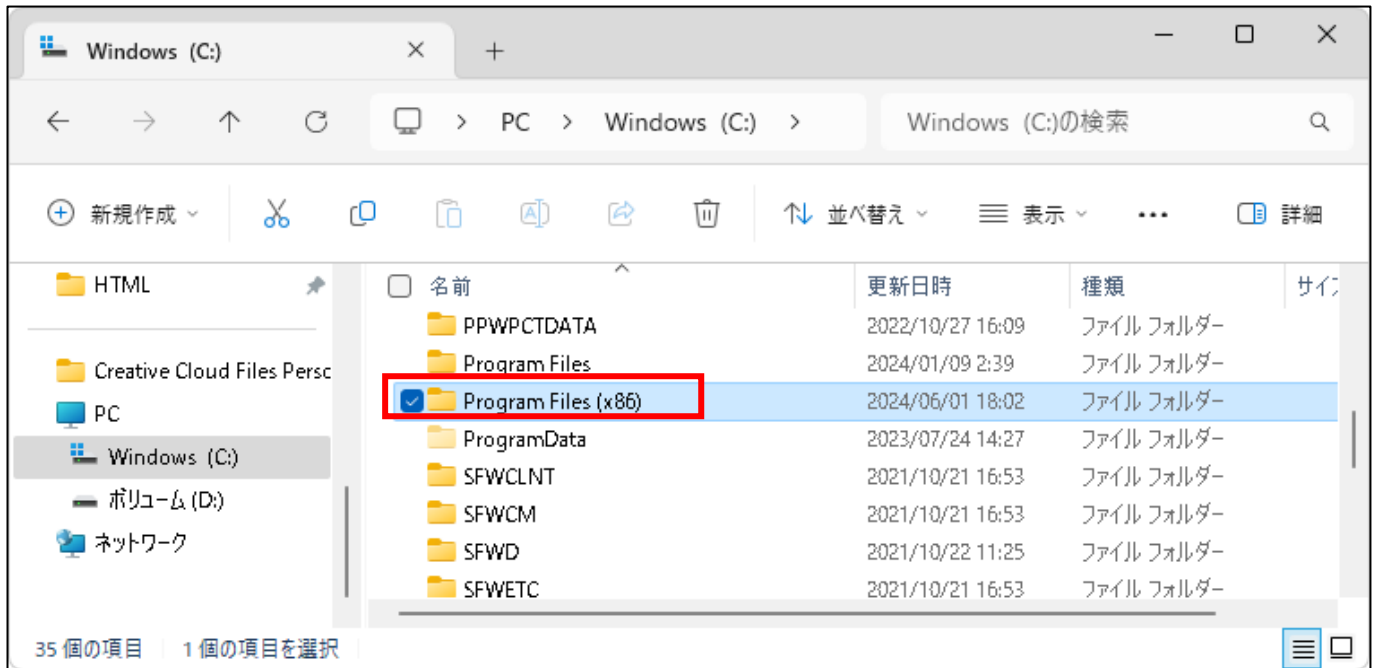 Windows (C:)
PC > Windows (C:) > Windows (C:)の検索
新規作成 並べ替え 表示 ... 詳細
HTML
Creative Cloud Files Persc
PC
Windows (C:)
ボリューム (D:)
ネットワーク
名前 更新日時 種類 サイズ
PPWPCTDATA 2022/10/27 16:09 ファイル フォルダー
Program Files 2024/01/09 2:39 ファイル フォルダー
Program Files (x86) 2024/06/01 18:02 ファイル フォルダー
ProgramData 2023/07/24 14:27 ファイル フォルダー
SFWCLNT 2021/10/21 16:53 ファイル フォルダー
SFWCM 2021/10/21 16:53 ファイル フォルダー
SFWD 2021/10/22 11:25 ファイル フォルダー
SFWETC 2021/10/21 16:53 ファイル フォルダー
35 個の項目 1 個の項目を選択